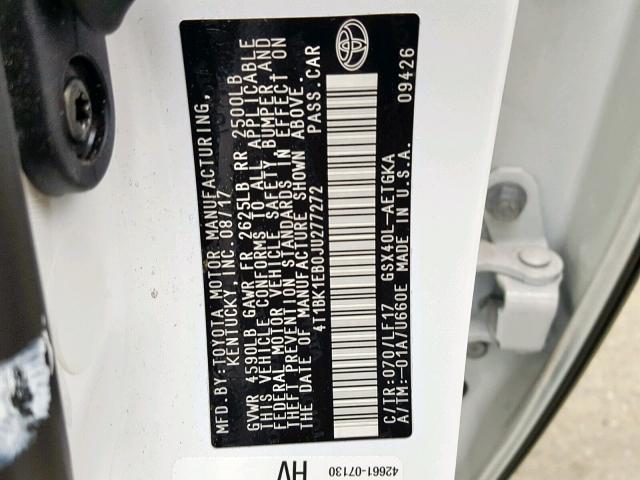 MFD.BY:TOYOTA MOTOR MANUFACTURING,
KENTUCKY, INC. 08/17
GVWR 4590LB GAWR FR 2625LB RR 2500LB
THIS VEHICLE CONFORMS TO ALL APPLICABLE
FEDERAL MOTOR VEHICLE SAFETY, BUMPER AND
THEFT PREVENTION STANDARDS IN EFFECT ON
THE DATE OF MANUFACTURE SHOWN ABOVE.
4T1BK1EB0JU277272 PASS.CAR
C/TR:070/LF17 GSX40L-AETGKA
A/TM:-01A/U660E MADE IN U.S.A.
09426
42661-07130
HV